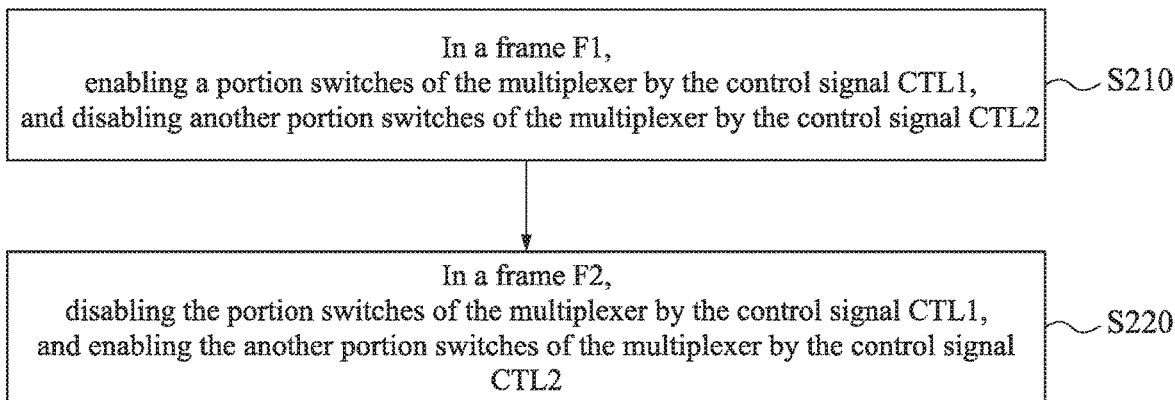 In a frame F1,
enabling a portion switches of the multiplexer by the control signal CTL1,
and disabling another portion switches of the multiplexer by the control signal CTL2
S210
In a frame F2,
disabling the portion switches of the multiplexer by the control signal CTL1,
and enabling the another portion switches of the multiplexer by the control signal
CTL2
S220